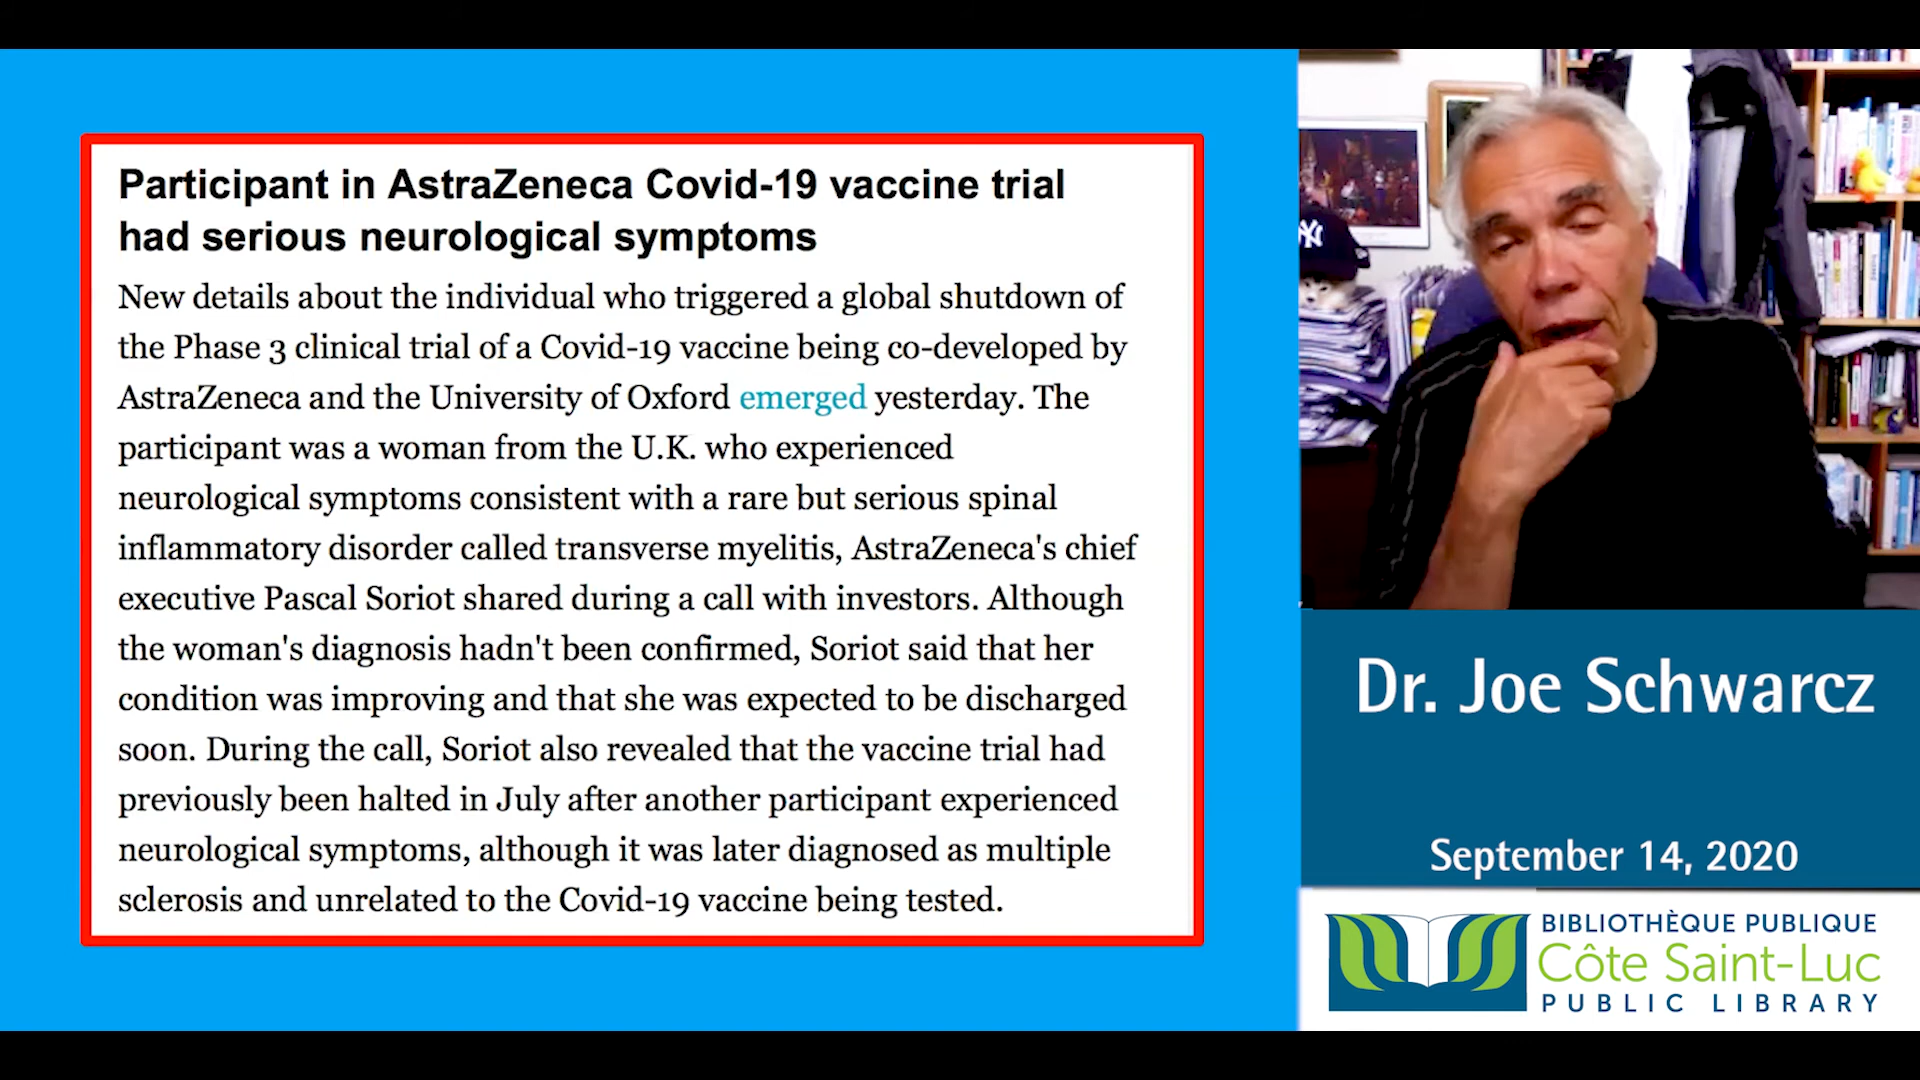 Participant in AstraZeneca Covid-19 vaccine trial
had serious neurological symptoms
New details about the individual who triggered a global shutdown of
the Phase 3 clinical trial of a Covid-19 vaccine being co-developed by
AstraZeneca and the University of Oxford emerged yesterday. The
participant was a woman from the U.K. who experienced
neurological symptoms consistent with a rare but serious spinal
inflammatory disorder called transverse myelitis, AstraZeneca's chief
executive Pascal Soriot shared during a call with investors. Although
the woman's diagnosis hadn't been confirmed, Soriot said that her
condition was improving and that she was expected to be discharged
soon. During the call, Soriot also revealed that the vaccine trial had
previously been halted in July after another participant experienced
neurological symptoms, although it was later diagnosed as multiple
sclerosis and unrelated to the Covid-19 vaccine being tested.
NY
Dr. Joe Schwarcz
September 14, 2020
BIBLIOTHÈQUE PUBLIQUE
Côte Saint-Luc
PUBLIC LIBRARY